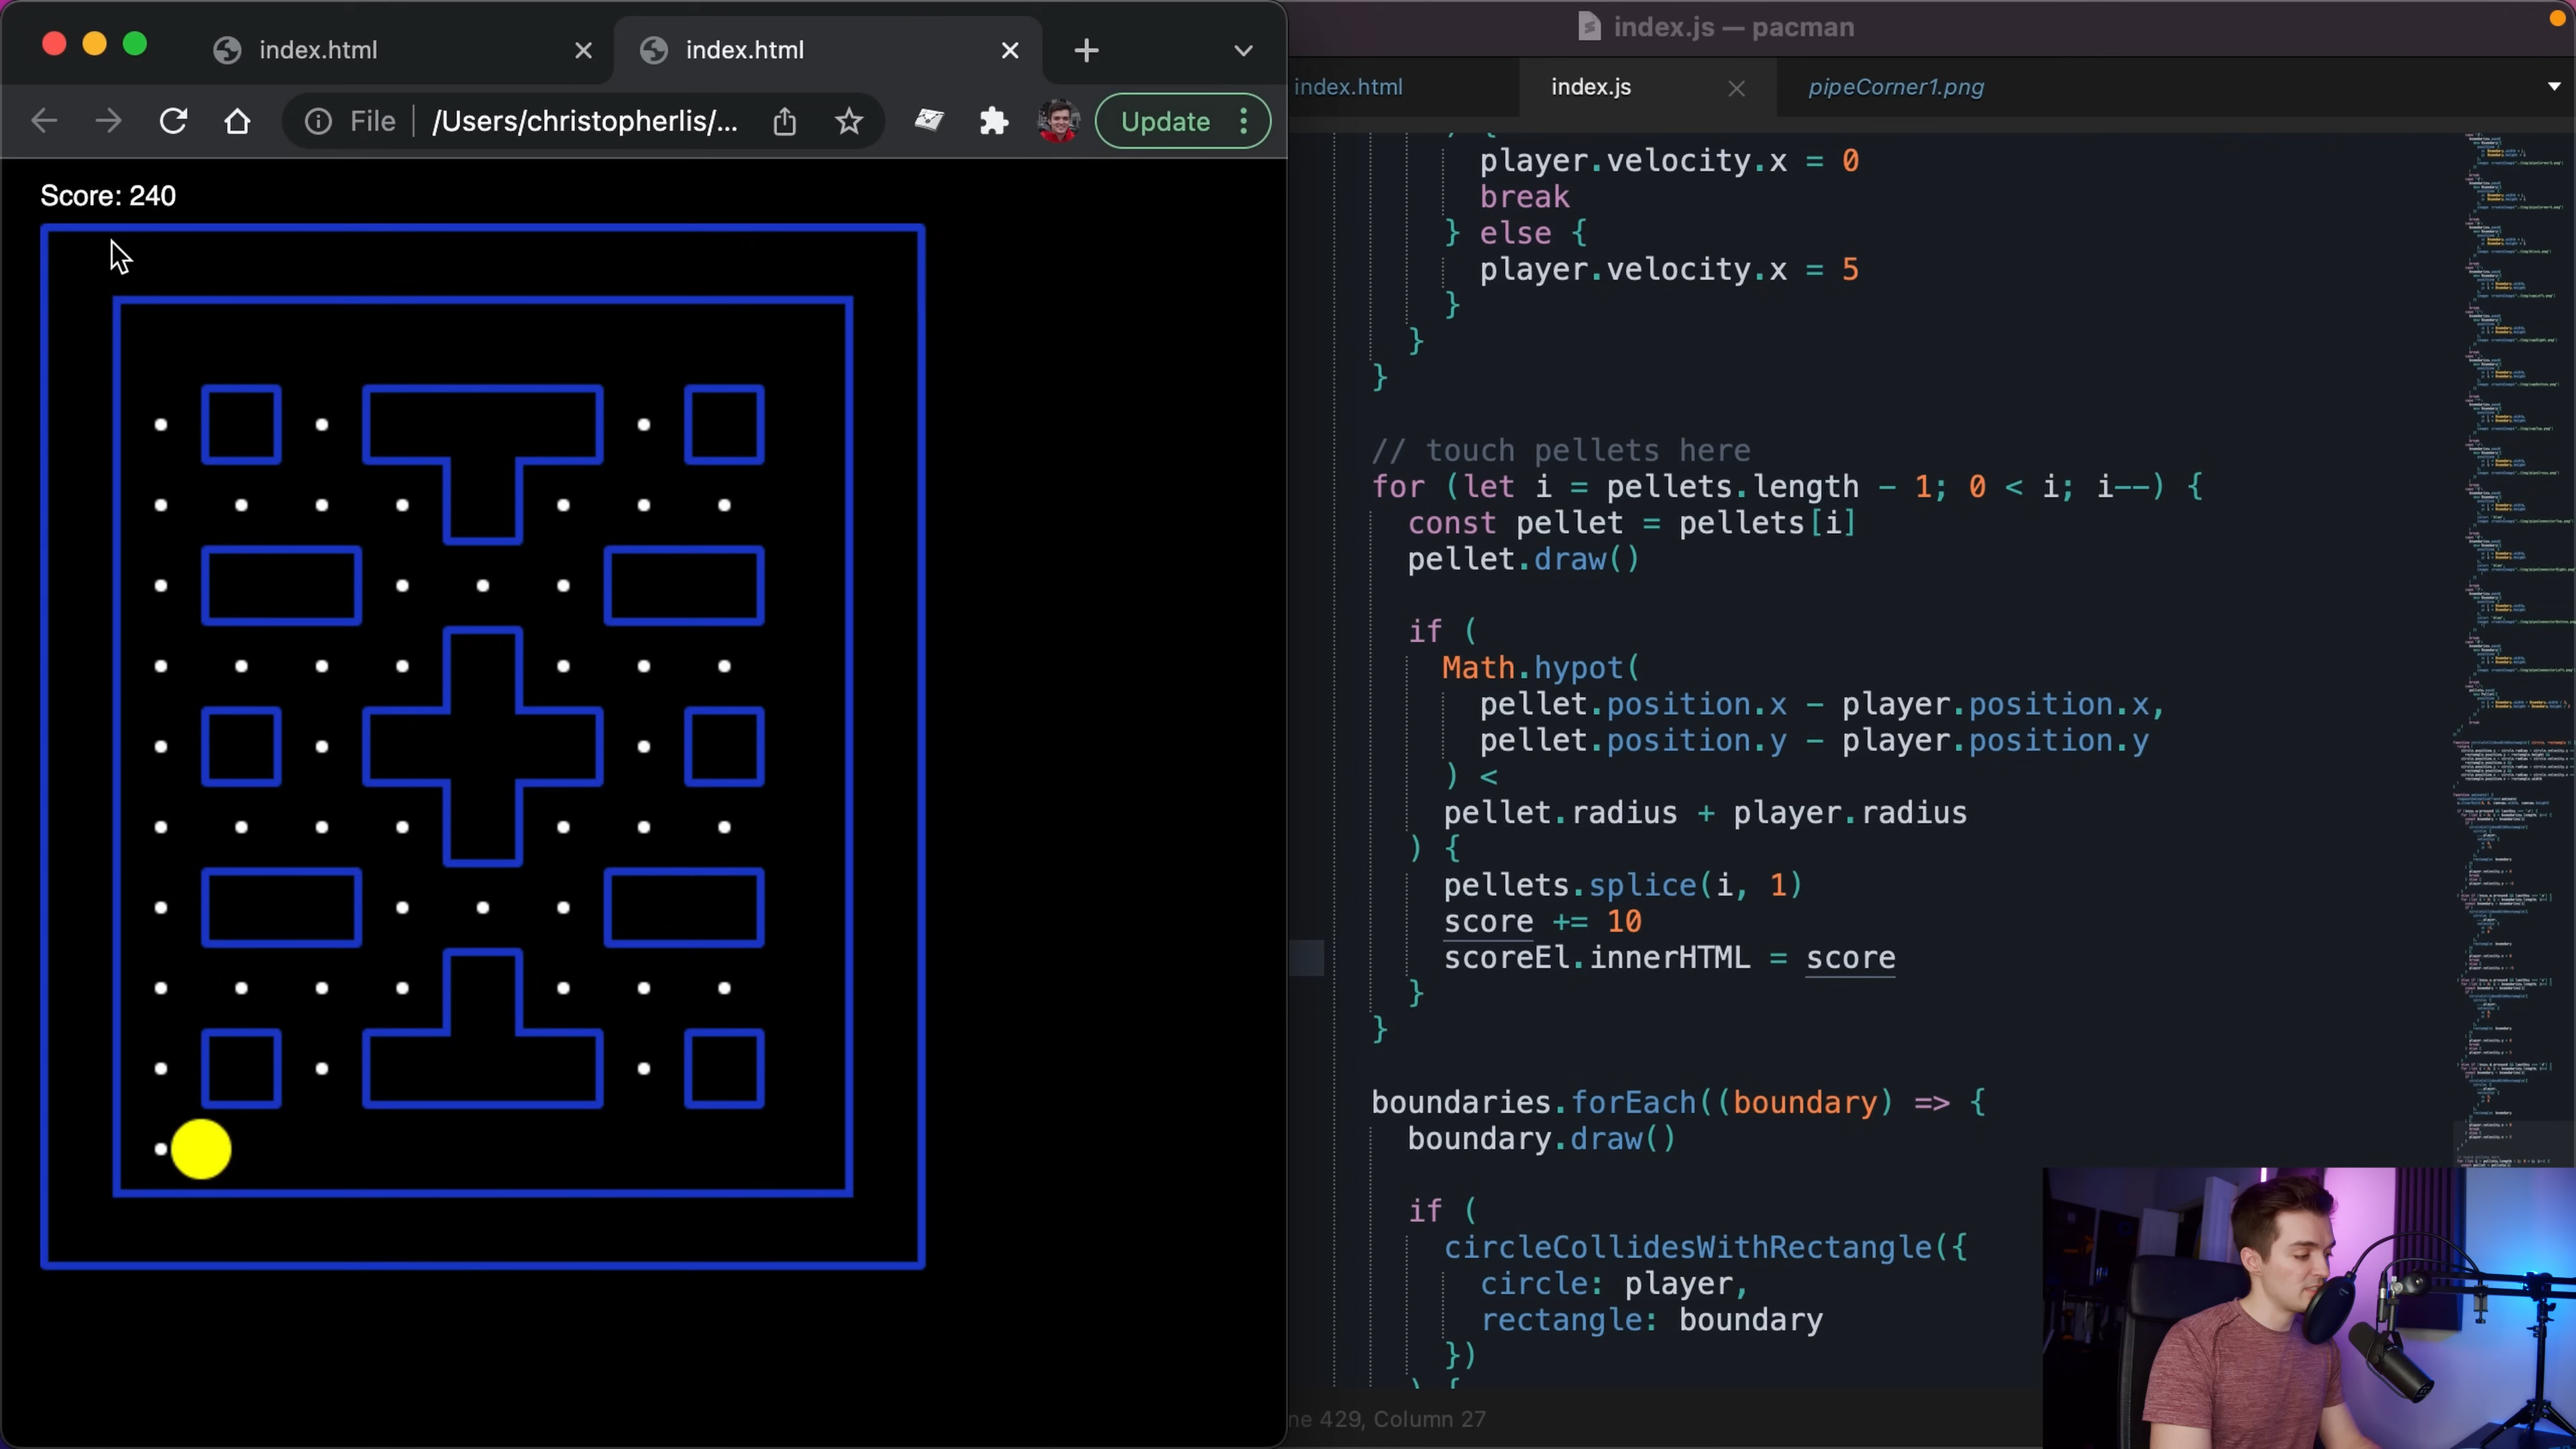 index.html
index.html
File
/Users/christopherlis/...
Update
Score: 240
index.js — pacman
index.html
index.js
pipeCorner1.png
) {
player.velocity.x = 0
break
} else {
player.velocity.x = 5
}
}
}
// touch pellets here
for (let i = pellets.length - 1; 0 < i; i--) {
const pellet = pellets[i]
pellet.draw()
if (
Math.hypot(
pellet.position.x - player.position.x,
pellet.position.y - player.position.y
) <
pellet.radius + player.radius
) {
pellets.splice(i, 1)
score += 10
scoreEl.innerHTML = score
}
}
boundaries.forEach((boundary) => {
boundary.draw()
if (
circleCollidesWithRectangle({
circle: player,
rectangle: boundary
})
) {
ne 429, Column 27